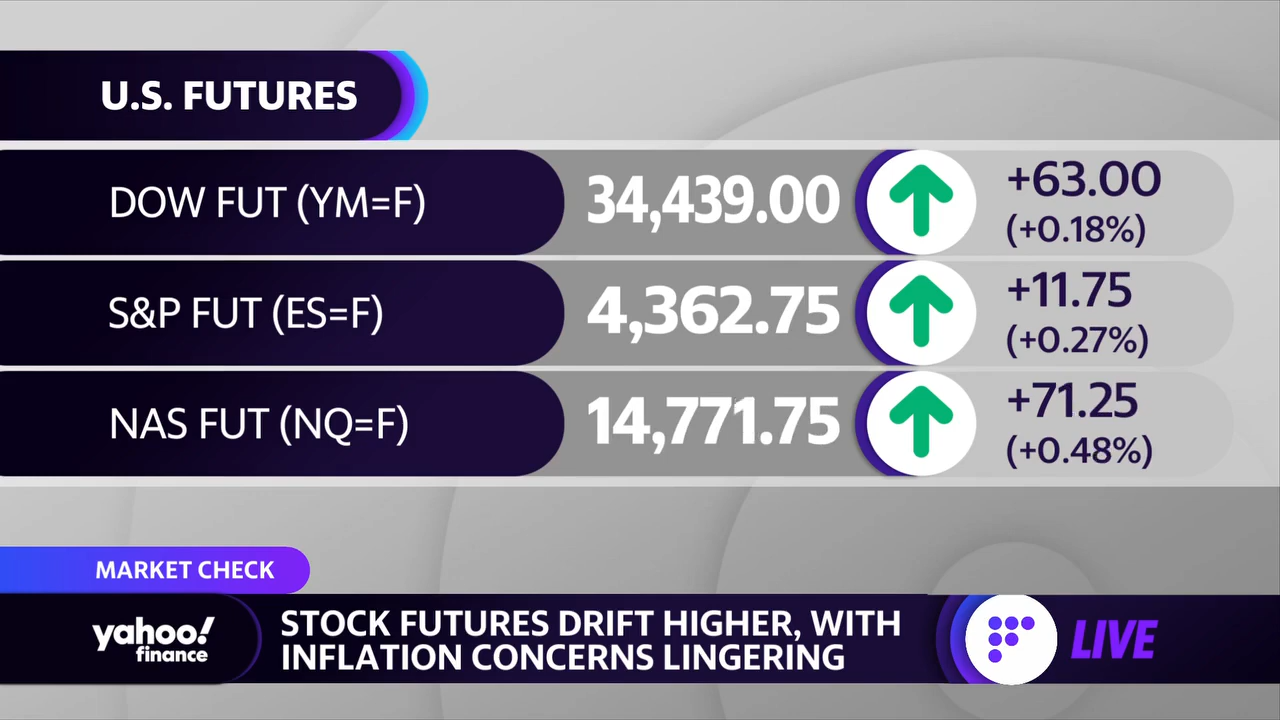 U.S. FUTURES
DOW FUT (YM=F) 34,439.00 +63.00
(+0.18%)
S&P FUT (ES=F) 4,362.75 +11.75
(+0.27%)
NAS FUT (NQ=F) 14,771.75 +71.25
(+0.48%)
MARKET CHECK
yahoo!
finance
STOCK FUTURES DRIFT HIGHER, WITH
INFLATION CONCERNS LINGERING
LIVE